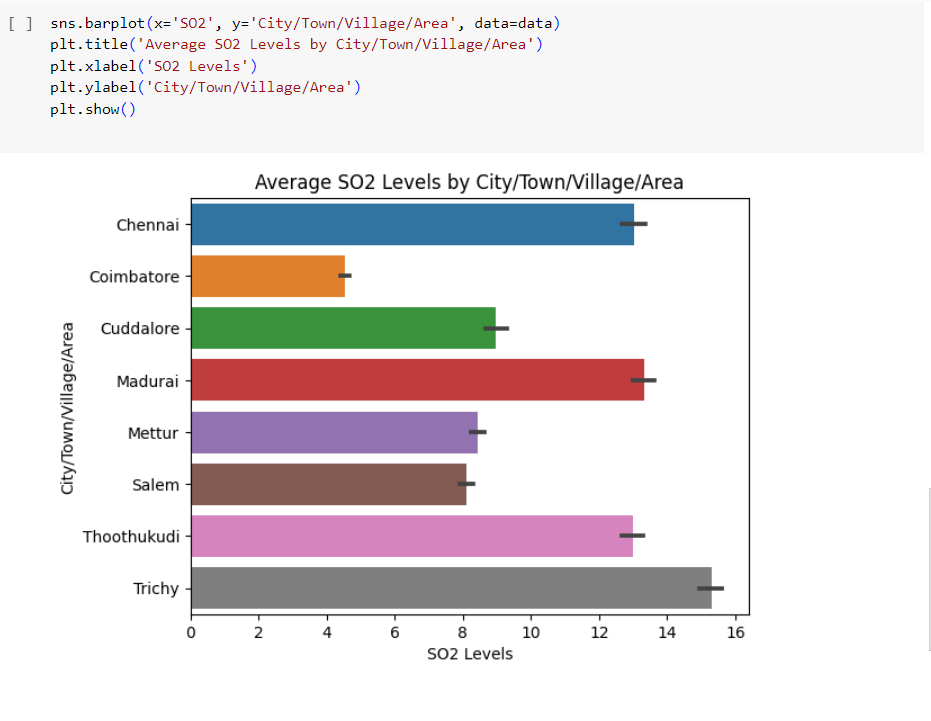 [ ] sns.barplot(x='SO2', y='City/Town/Village/Area', data=data)
plt.title('Average SO2 Levels by City/Town/Village/Area')
plt.xlabel('SO2 Levels')
plt.ylabel('City/Town/Village/Area')
plt.show()
Average SO2 Levels by City/Town/Village/Area
City/Town/Village/Area
Chennai
Coimbatore
Cuddalore
Madurai
Mettur
Salem
Thoothukudi
Trichy
0 2 4 6 8 10 12 14 16
SO2 Levels